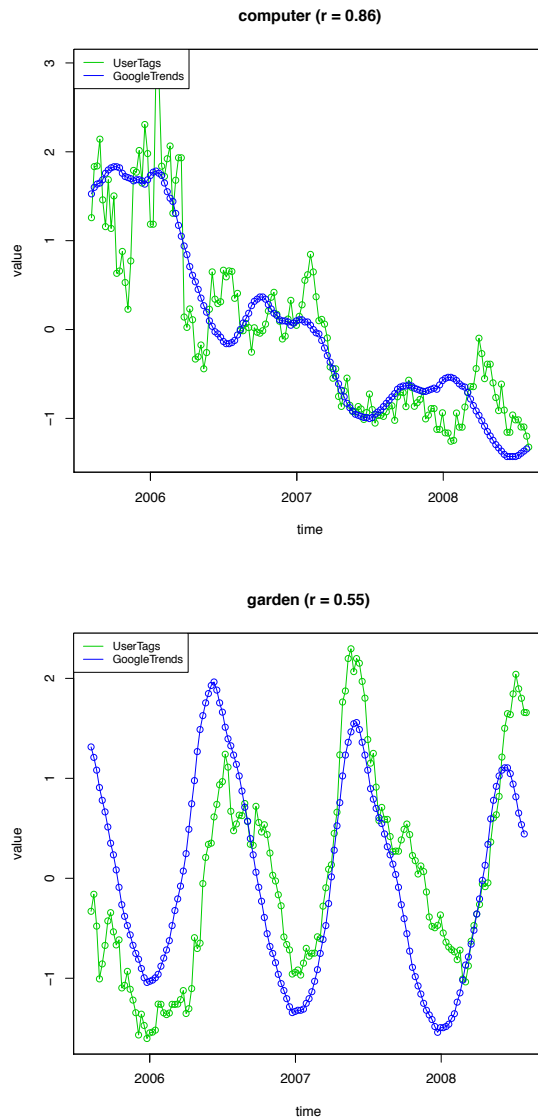 computer (r = 0.86)
UserTags
GoogleTrends
3
2
1
0
−1
value
2006
2007
2008
time
garden (r = 0.55)
UserTags
GoogleTrends
2
1
0
−1
value
2006
2007
2008
time